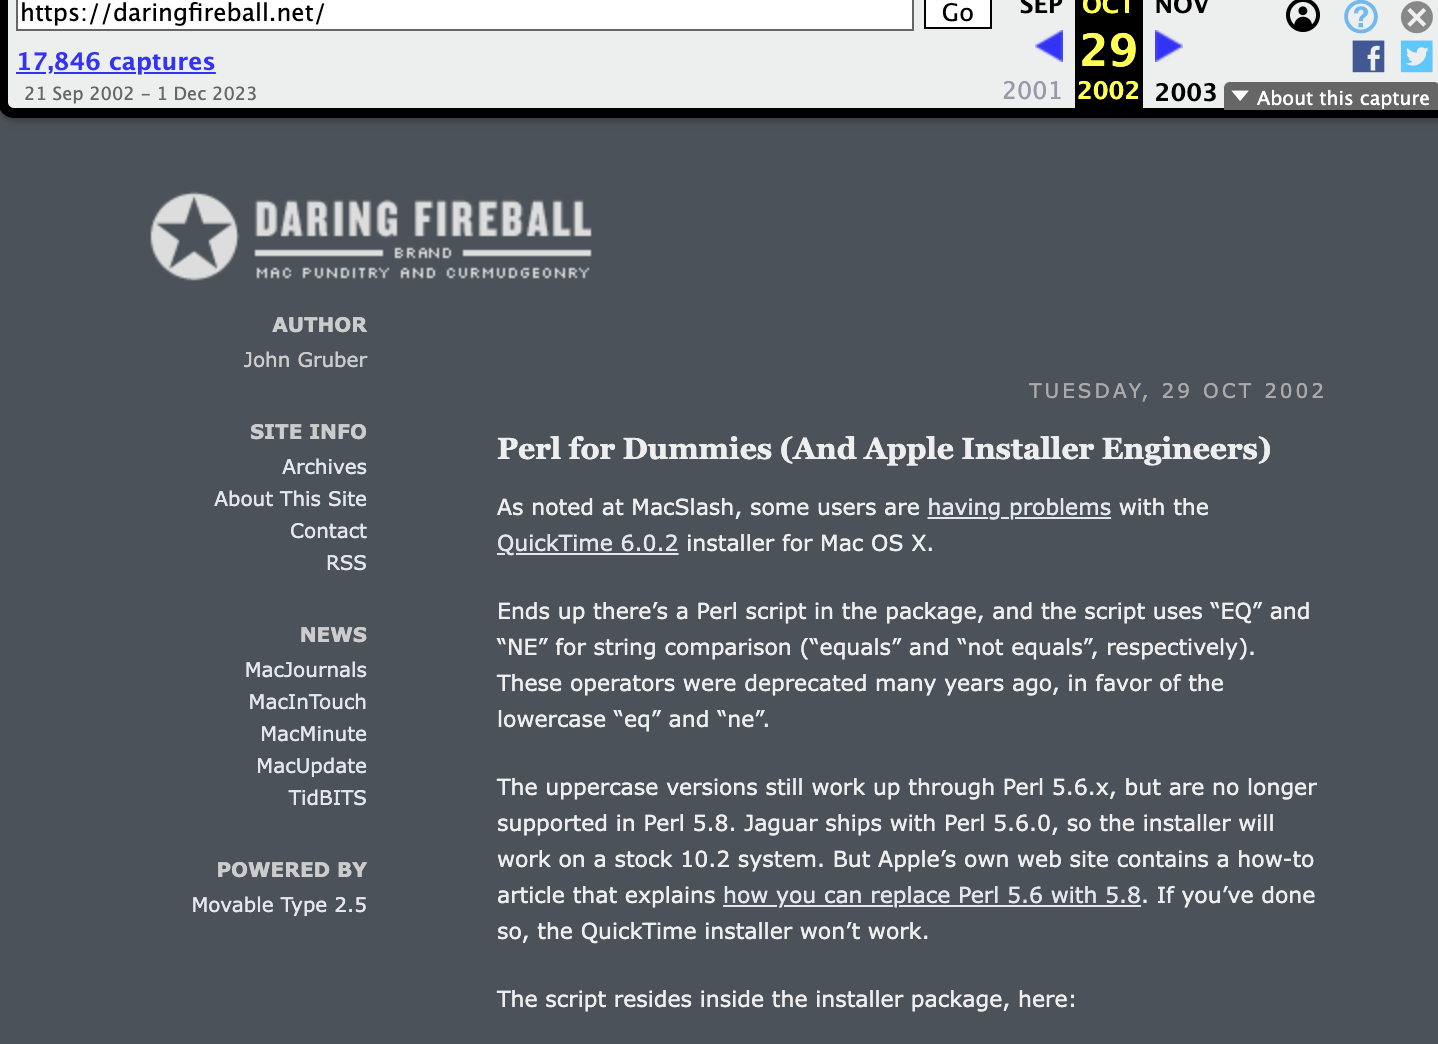 https://daringfireball.net/
Go
SEP OCT NOV
17,846 captures
29
21 Sep 2002 – 1 Dec 2023
2001 2002 2003
About this capture
DARING FIREBALL
BRAND
MAC PUNDITRY AND CURMUDGEONRY
AUTHOR
John Gruber
SITE INFO
Archives
About This Site
Contact
RSS
NEWS
MacJournals
MacInTouch
MacMinute
MacUpdate
TidBITS
POWERED BY
Movable Type 2.5
TUESDAY, 29 OCT 2002
Perl for Dummies (And Apple Installer Engineers)
As noted at MacSlash, some users are having problems with the
QuickTime 6.0.2 installer for Mac OS X.
Ends up there’s a Perl script in the package, and the script uses “EQ” and
“NE” for string comparison (“equals” and “not equals”, respectively).
These operators were deprecated many years ago, in favor of the
lowercase “eq” and “ne”.
The uppercase versions still work up through Perl 5.6.x, but are no longer
supported in Perl 5.8. Jaguar ships with Perl 5.6.0, so the installer will
work on a stock 10.2 system. But Apple’s own web site contains a how-to
article that explains how you can replace Perl 5.6 with 5.8. If you’ve done
so, the QuickTime installer won’t work.
The script resides inside the installer package, here: